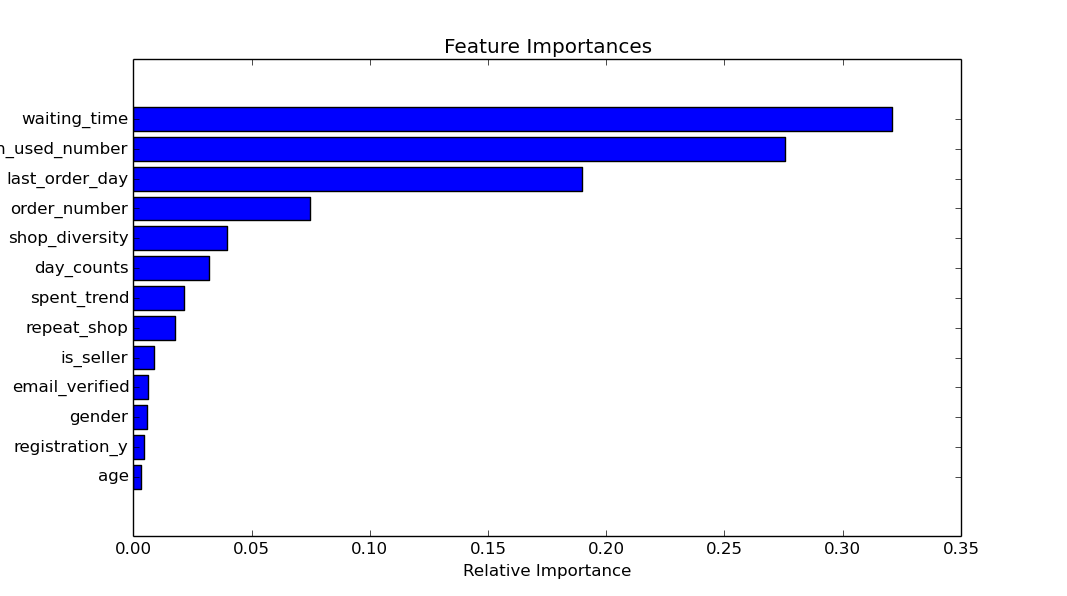 Feature Importances
waiting_time
n_used_number
last_order_day
order_number
shop_diversity
day_counts
spent_trend
repeat_shop
is_seller
email_verified
gender
registration_y
age
0.00 0.05 0.10 0.15 0.20 0.25 0.30 0.35
Relative Importance